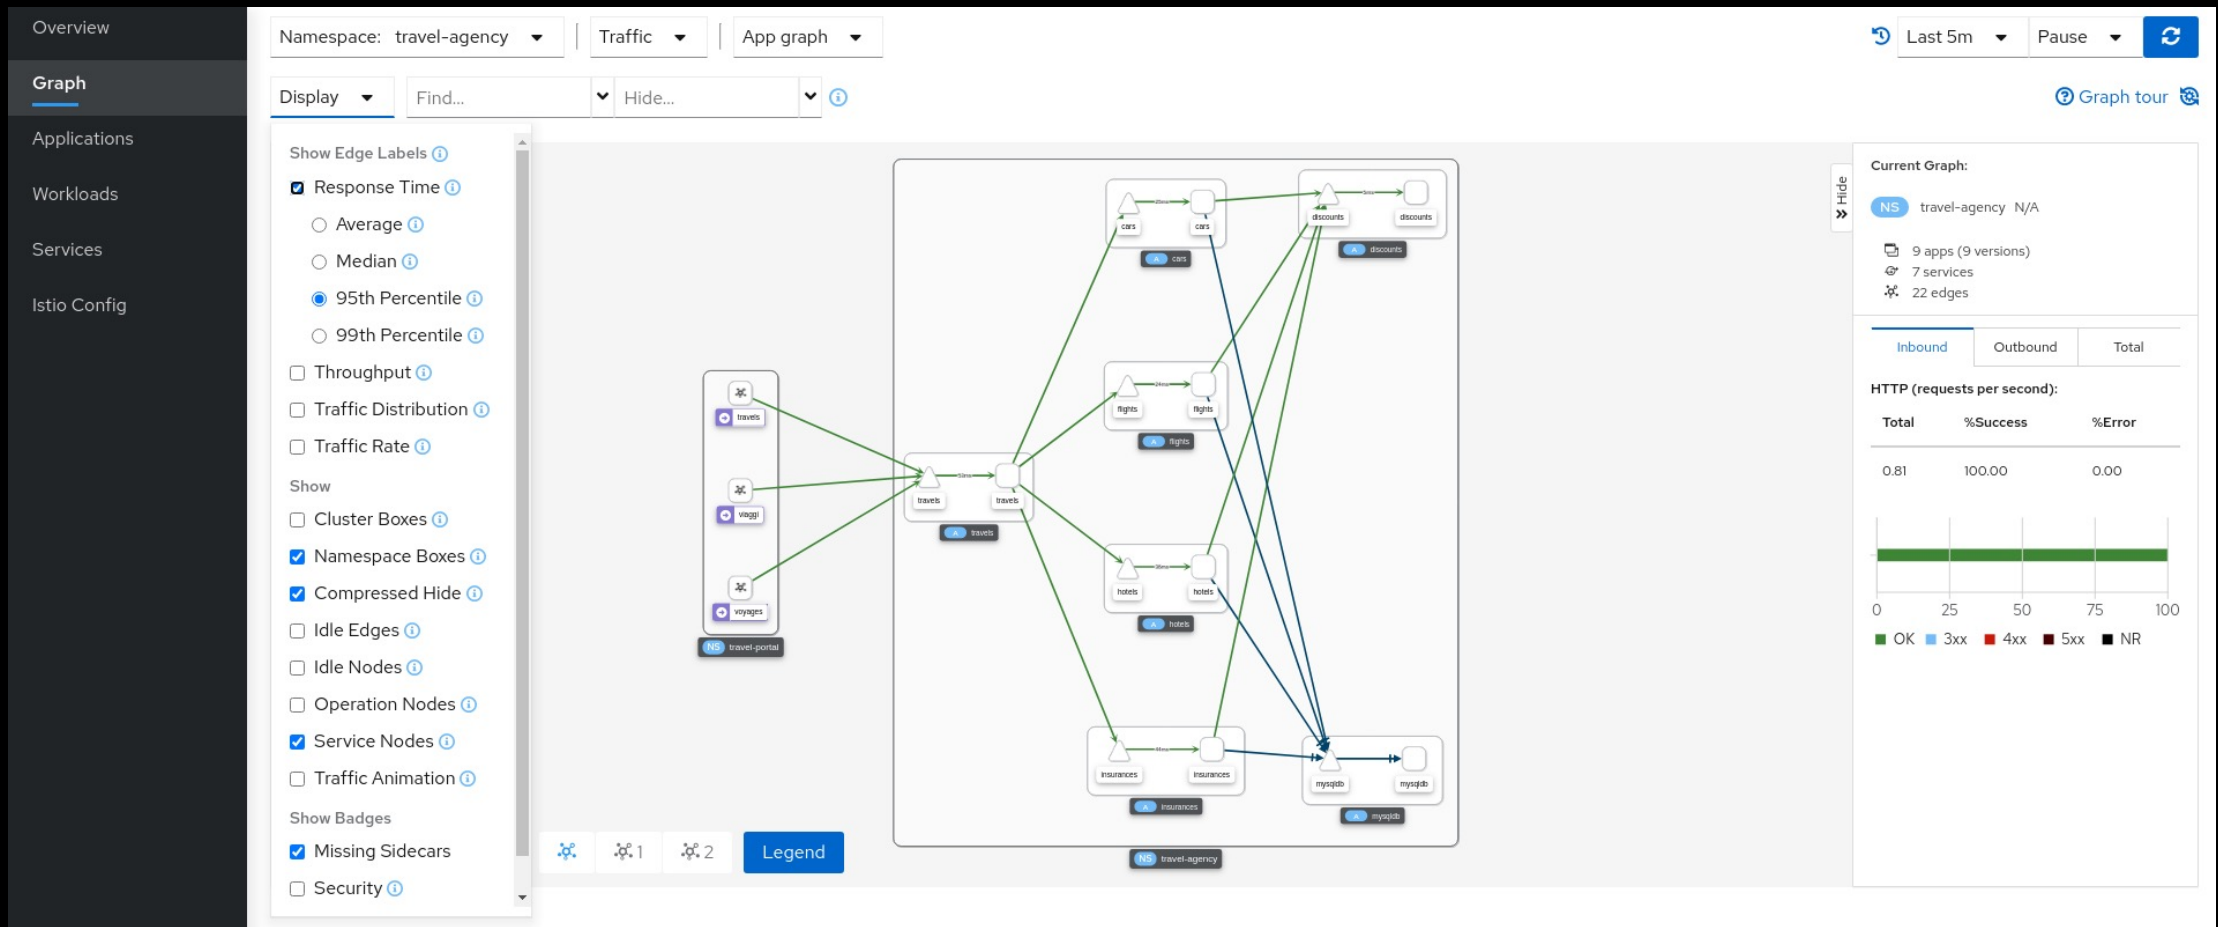 Overview
Graph
Applications
Workloads
Services
Istio Config
Namespace: travel-agency
Traffic
App graph
Last 5m
Pause
Display
Find...
Hide...
Graph tour
Show Edge Labels
Response Time
Average
Median
95th Percentile
99th Percentile
Throughput
Traffic Distribution
Traffic Rate
Show
Cluster Boxes
Namespace Boxes
Compressed Hide
Idle Edges
Idle Nodes
Operation Nodes
Service Nodes
Traffic Animation
Show Badges
Missing Sidecars
Security
travels
viaggi
voyages
NS travel-portal
travels
travels
A travels
cars
cars
A cars
discounts
discounts
A discounts
flights
flights
A flights
hotels
hotels
A hotels
insurances
insurances
A insurances
mysqldb
mysqldb
A mysqldb
NS travel-agency
1
2
Legend
Hide
Current Graph:
NS travel-agency N/A
9 apps (9 versions)
7 services
22 edges
Inbound
Outbound
Total
HTTP (requests per second):
Total %Success %Error
0.81 100.00 0.00
0 25 50 75 100
OK 3xx 4xx 5xx NR